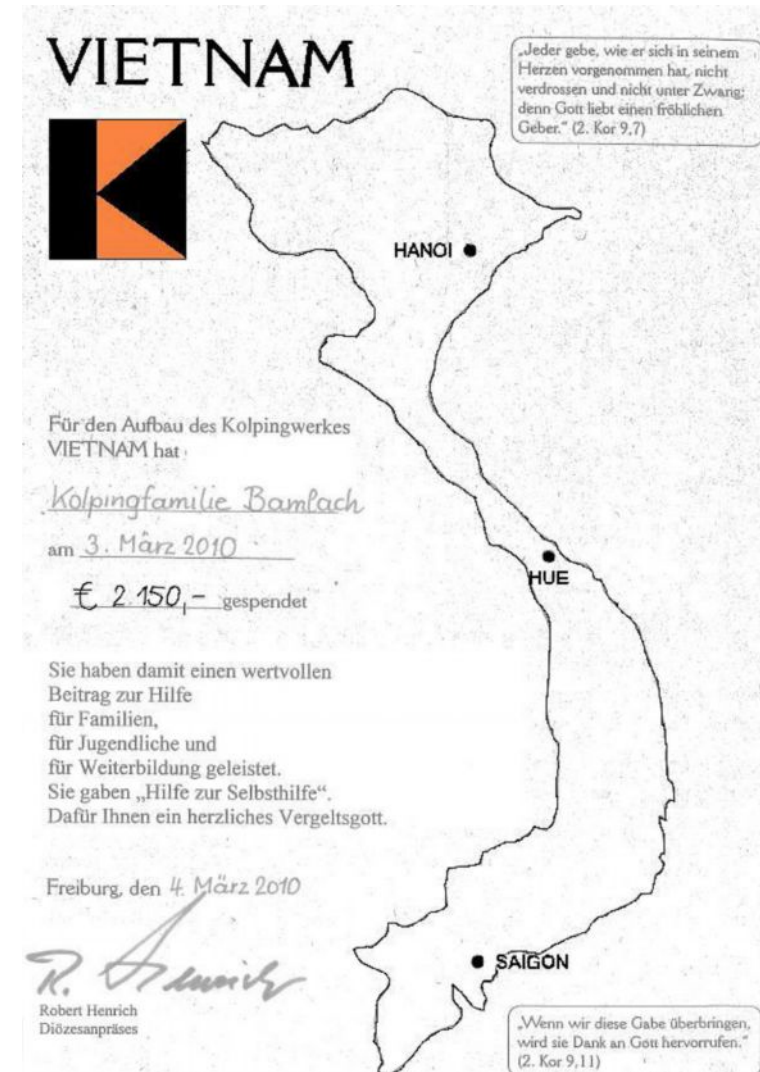 VIETNAM
„Jeder gebe, wie er sich in seinem
Herzen vorgenommen hat, nicht
verdrossen und nicht unter Zwang;
denn Gott liebt einen fröhlichen
Geber.“ (2. Kor 9,7)
HANOI
Für den Aufbau des Kolpingwerkes
VIETNAM hat
Kolpingfamilie Bamlach
am 3. März 2010
€ 2.150,– gespendet
HUE
Sie haben damit einen wertvollen
Beitrag zur Hilfe
für Familien,
für Jugendliche und
für Weiterbildung geleistet.
Sie gaben „Hilfe zur Selbsthilfe“.
Dafür Ihnen ein herzliches Vergeltsgott.
Freiburg, den 4. März 2010
R. Henrich
Robert Henrich
Diözesanpräses
SAIGON
„Wenn wir diese Gabe überbringen,
wird sie Dank an Gott hervorrufen.“
(2. Kor 9,11)